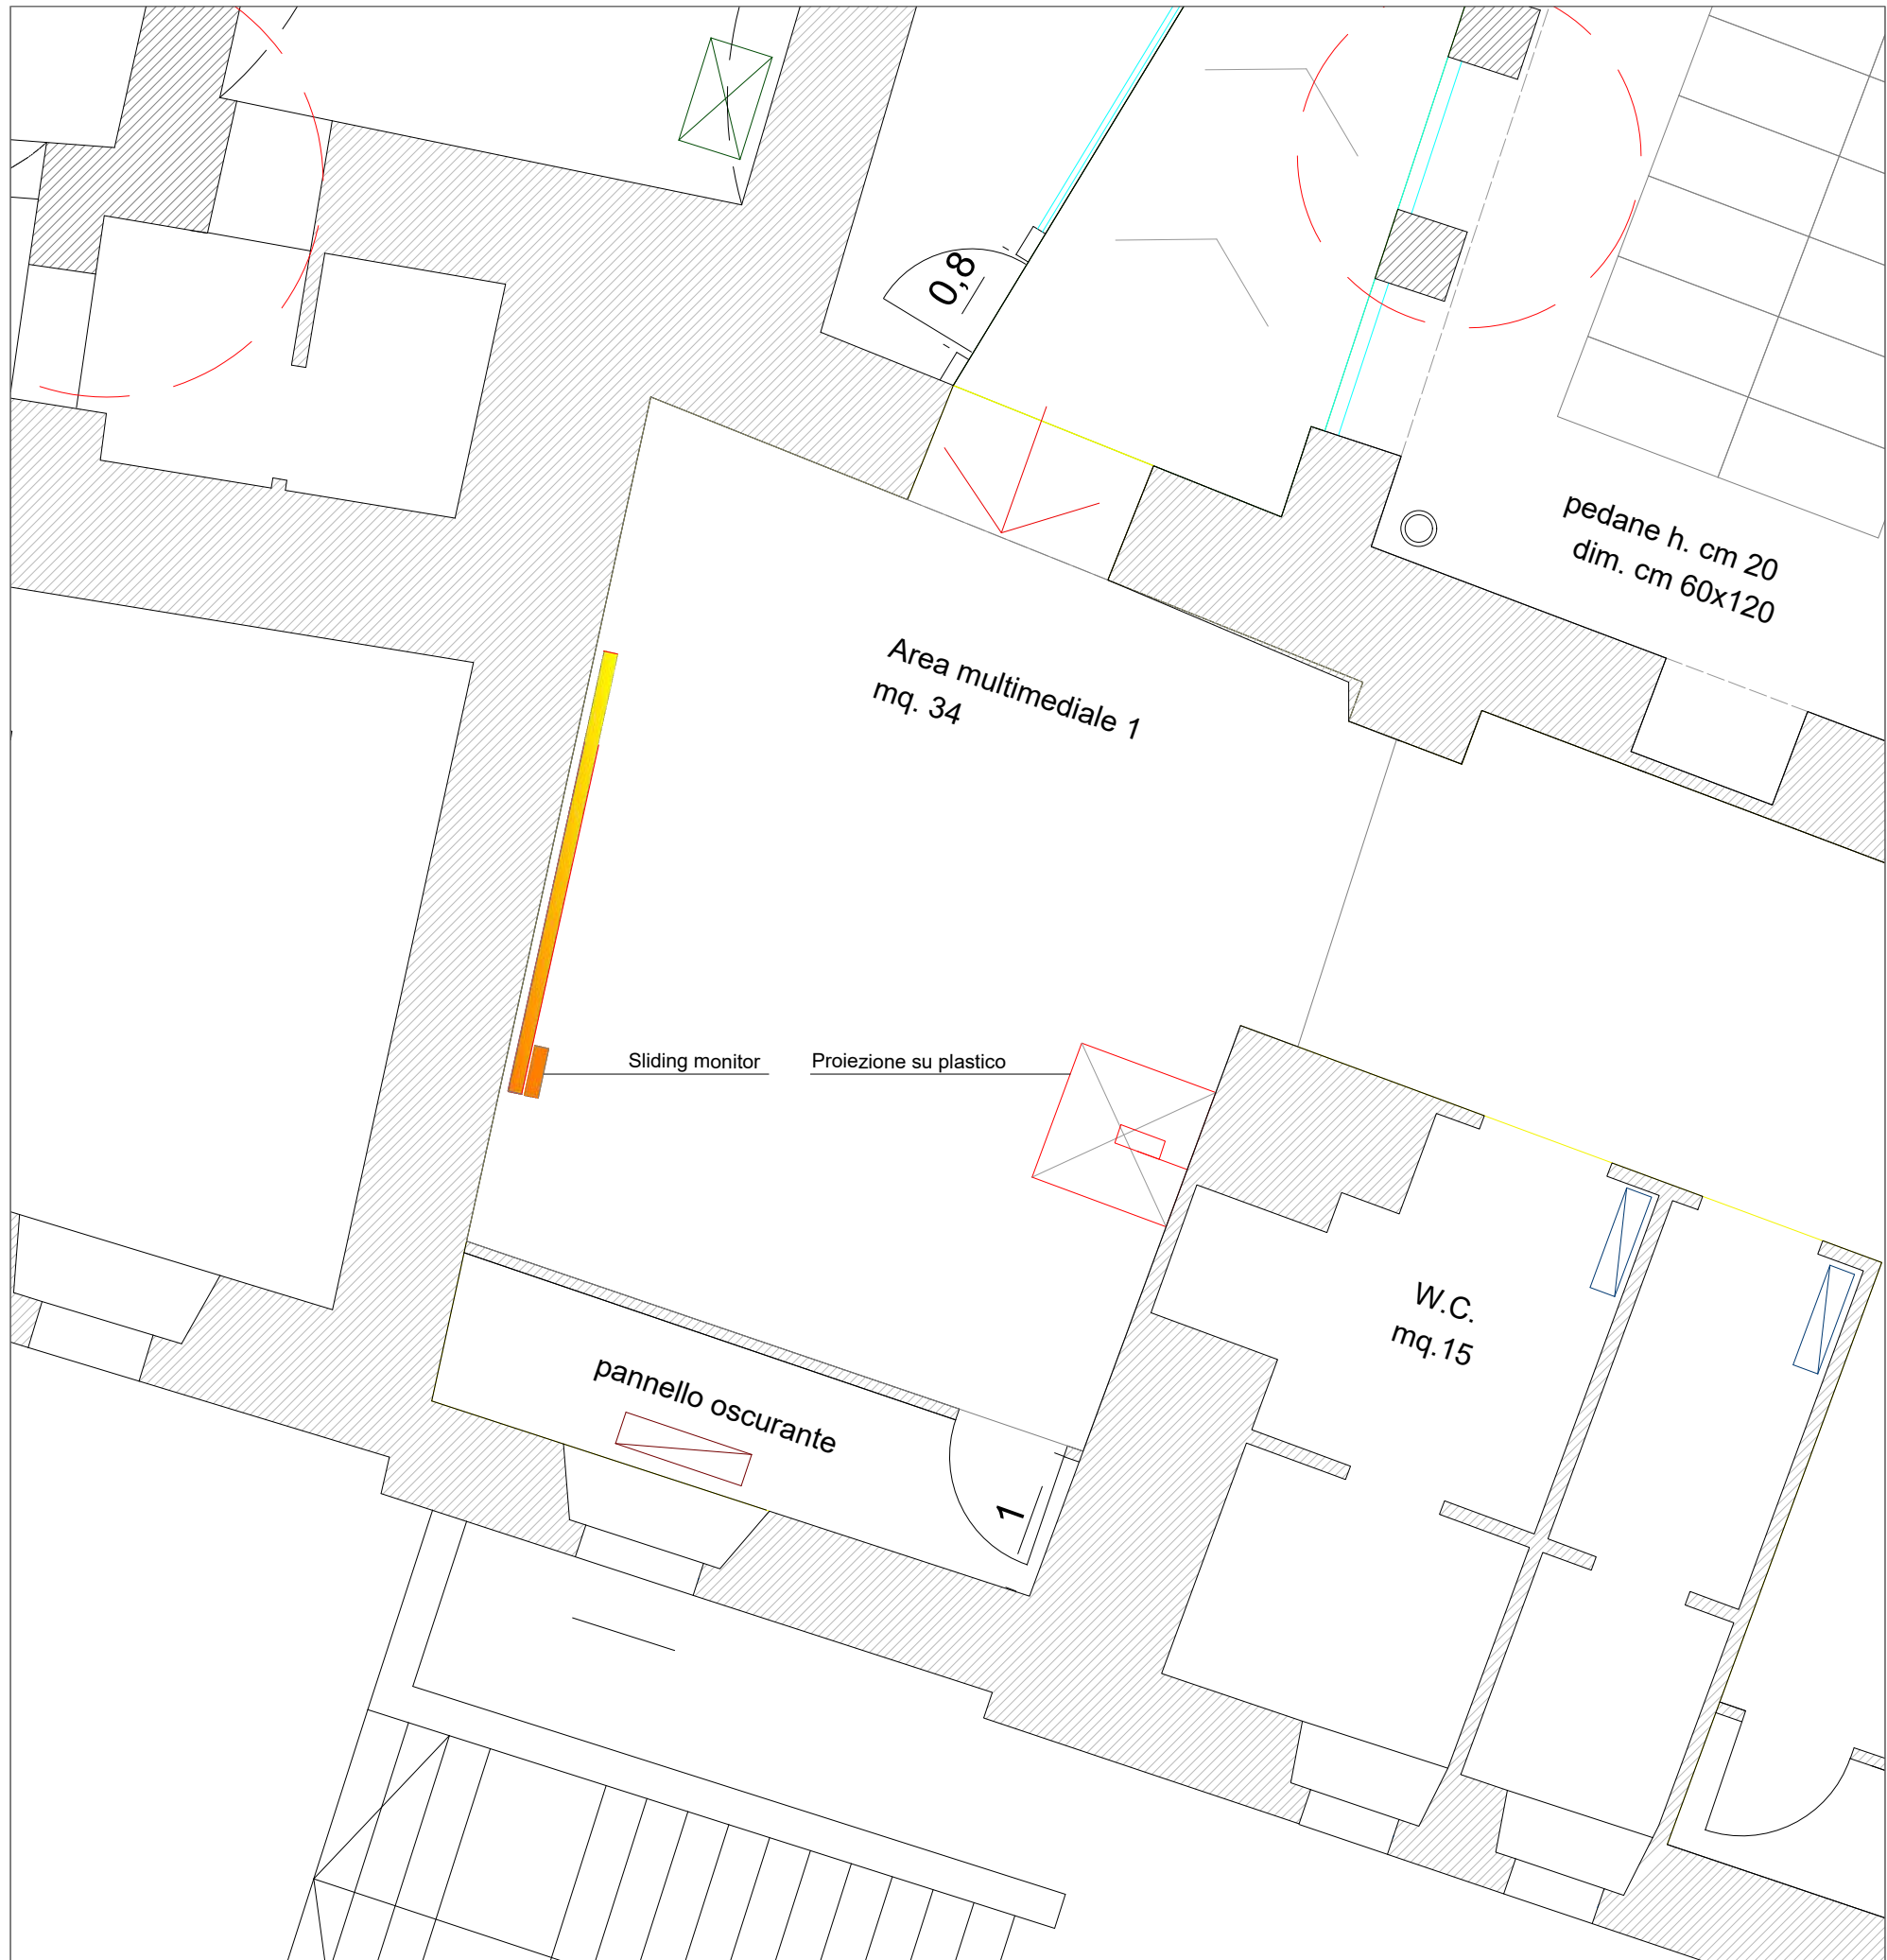 0,8
pedane h. cm 20
dim. cm 60x120
Area multimediale 1
mq. 34
Sliding monitor
Proiezione su plastico
W.C.
mq.15
pannello oscurante
1